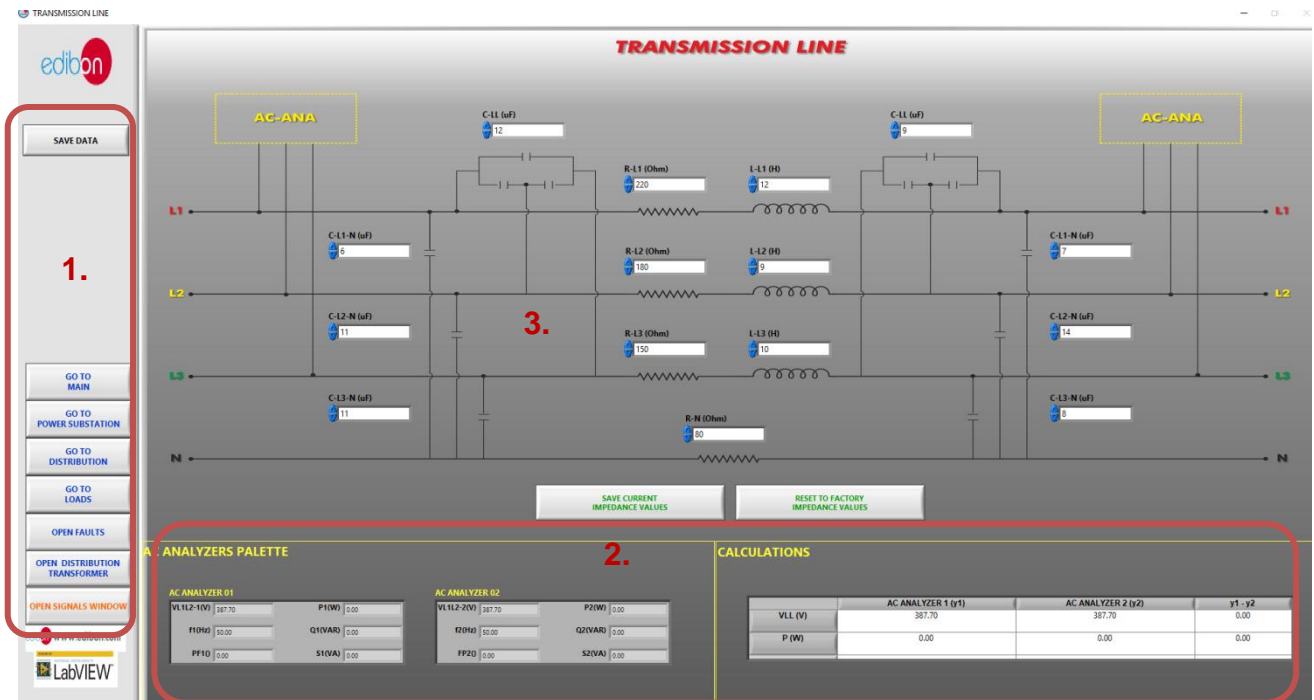 TRANSMISSION LINE
edibon
TRANSMISSION LINE
AC-ANA
C-LL (uF)
12
C-LL (uF)
9
AC-ANA
SAVE DATA
R-L1 (Ohm)
220
L-L1 (H)
12
L1
L1
C-L1-N (uF)
6
C-L1-N (uF)
7
1.
R-L2 (Ohm)
180
L-L2 (H)
9
L2
L2
C-L2-N (uF)
11
3.
C-L2-N (uF)
14
R-L3 (Ohm)
150
L-L3 (H)
10
L3
L3
GO TO
MAIN
C-L3-N (uF)
11
C-L3-N (uF)
8
GO TO
POWER SUBSTATION
R-N (Ohm)
80
GO TO
DISTRIBUTION
N
N
GO TO
LOADS
SAVE CURRENT
IMPEDANCE VALUES
RESET TO FACTORY
IMPEDANCE VALUES
OPEN FAULTS
OPEN DISTRIBUTION
TRANSFORMER
OPEN SIGNALS WINDOW
www.edibon.com
LabVIEW
2.
AC ANALYZERS PALETTE
AC ANALYZER 01
VL1L2-1(V) 387.70 P1(W) 0.00
f1(Hz) 50.00 Q1(VAR) 0.00
PF1() 0.00 S1(VA) 0.00
AC ANALYZER 02
VL1L2-2(V) 387.70 P2(W) 0.00
f2(Hz) 50.00 Q2(VAR) 0.00
FP2() 0.00 S2(VA) 0.00
CALCULATIONS
AC ANALYZER 1 (y1) AC ANALYZER 2 (y2) y1 - y2
VLL (V) 387.70 387.70 0.00
P (W) 0.00 0.00 0.00